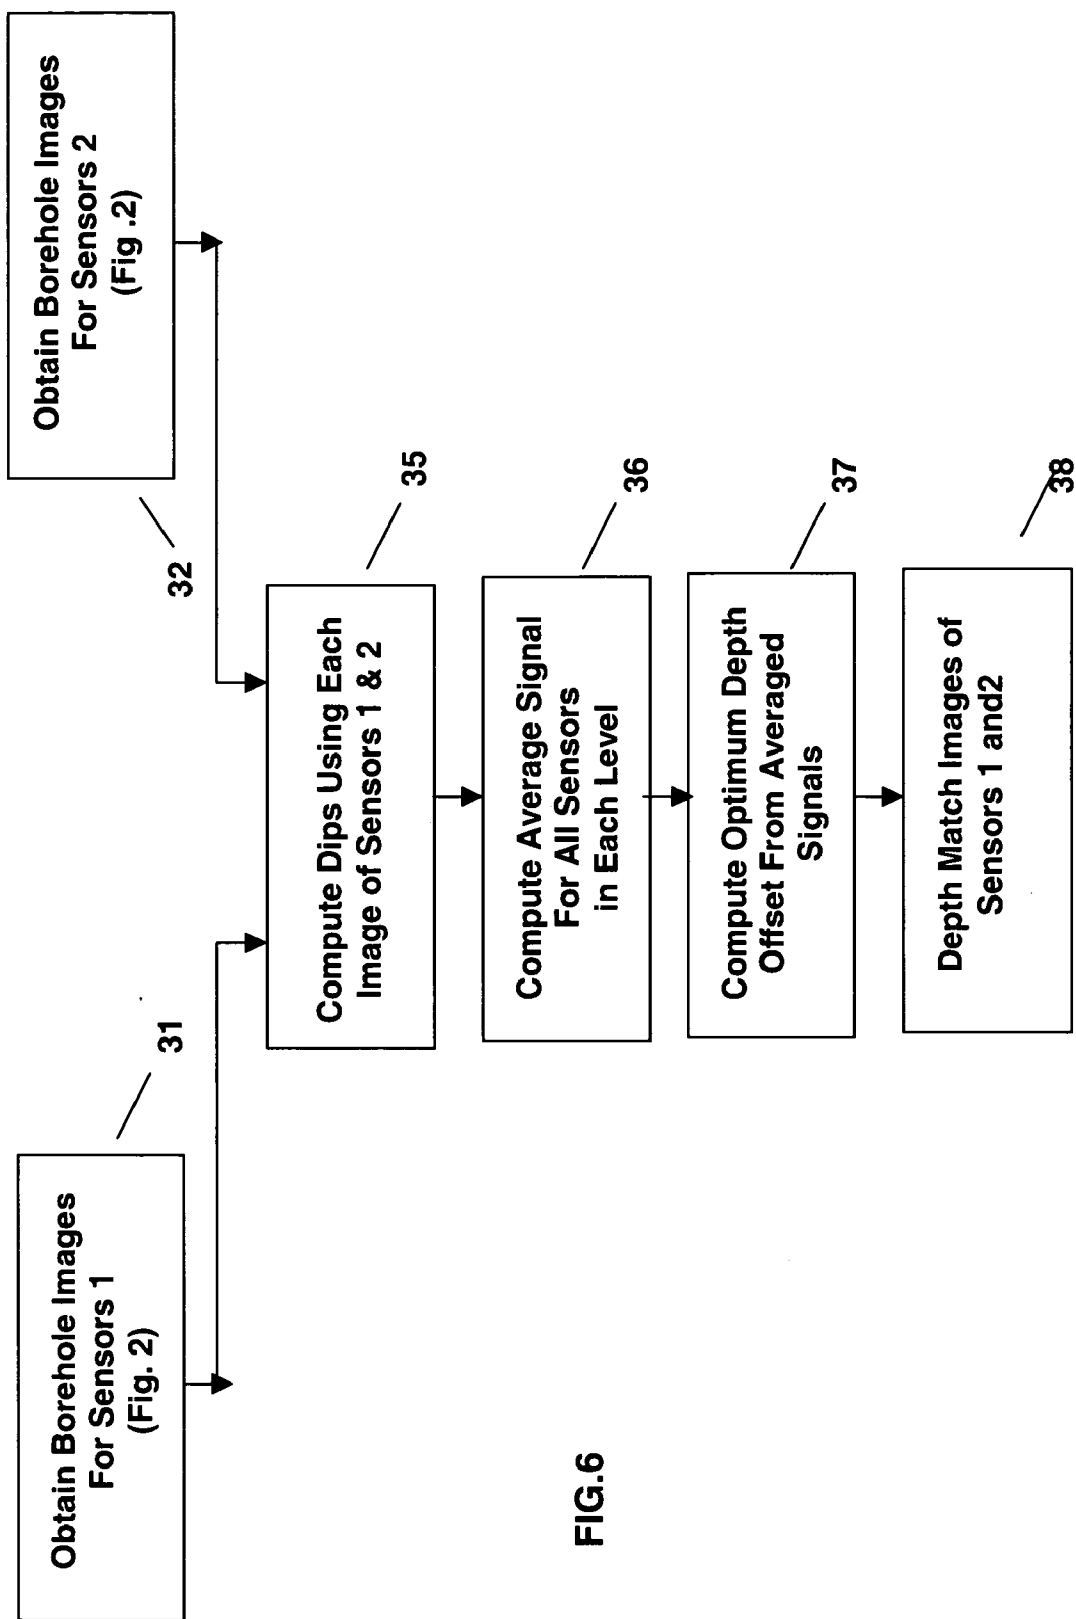 Obtain Borehole Images
For Sensors 1
(Fig. 2)
31
Obtain Borehole Images
For Sensors 2
(Fig .2)
32
Compute Dips Using Each
Image of Sensors 1 & 2
35
Compute Average Signal
For All Sensors
in Each Level
36
Compute Optimum Depth
Offset From Averaged
Signals
37
Depth Match Images of
Sensors 1 and2
38
FIG.6